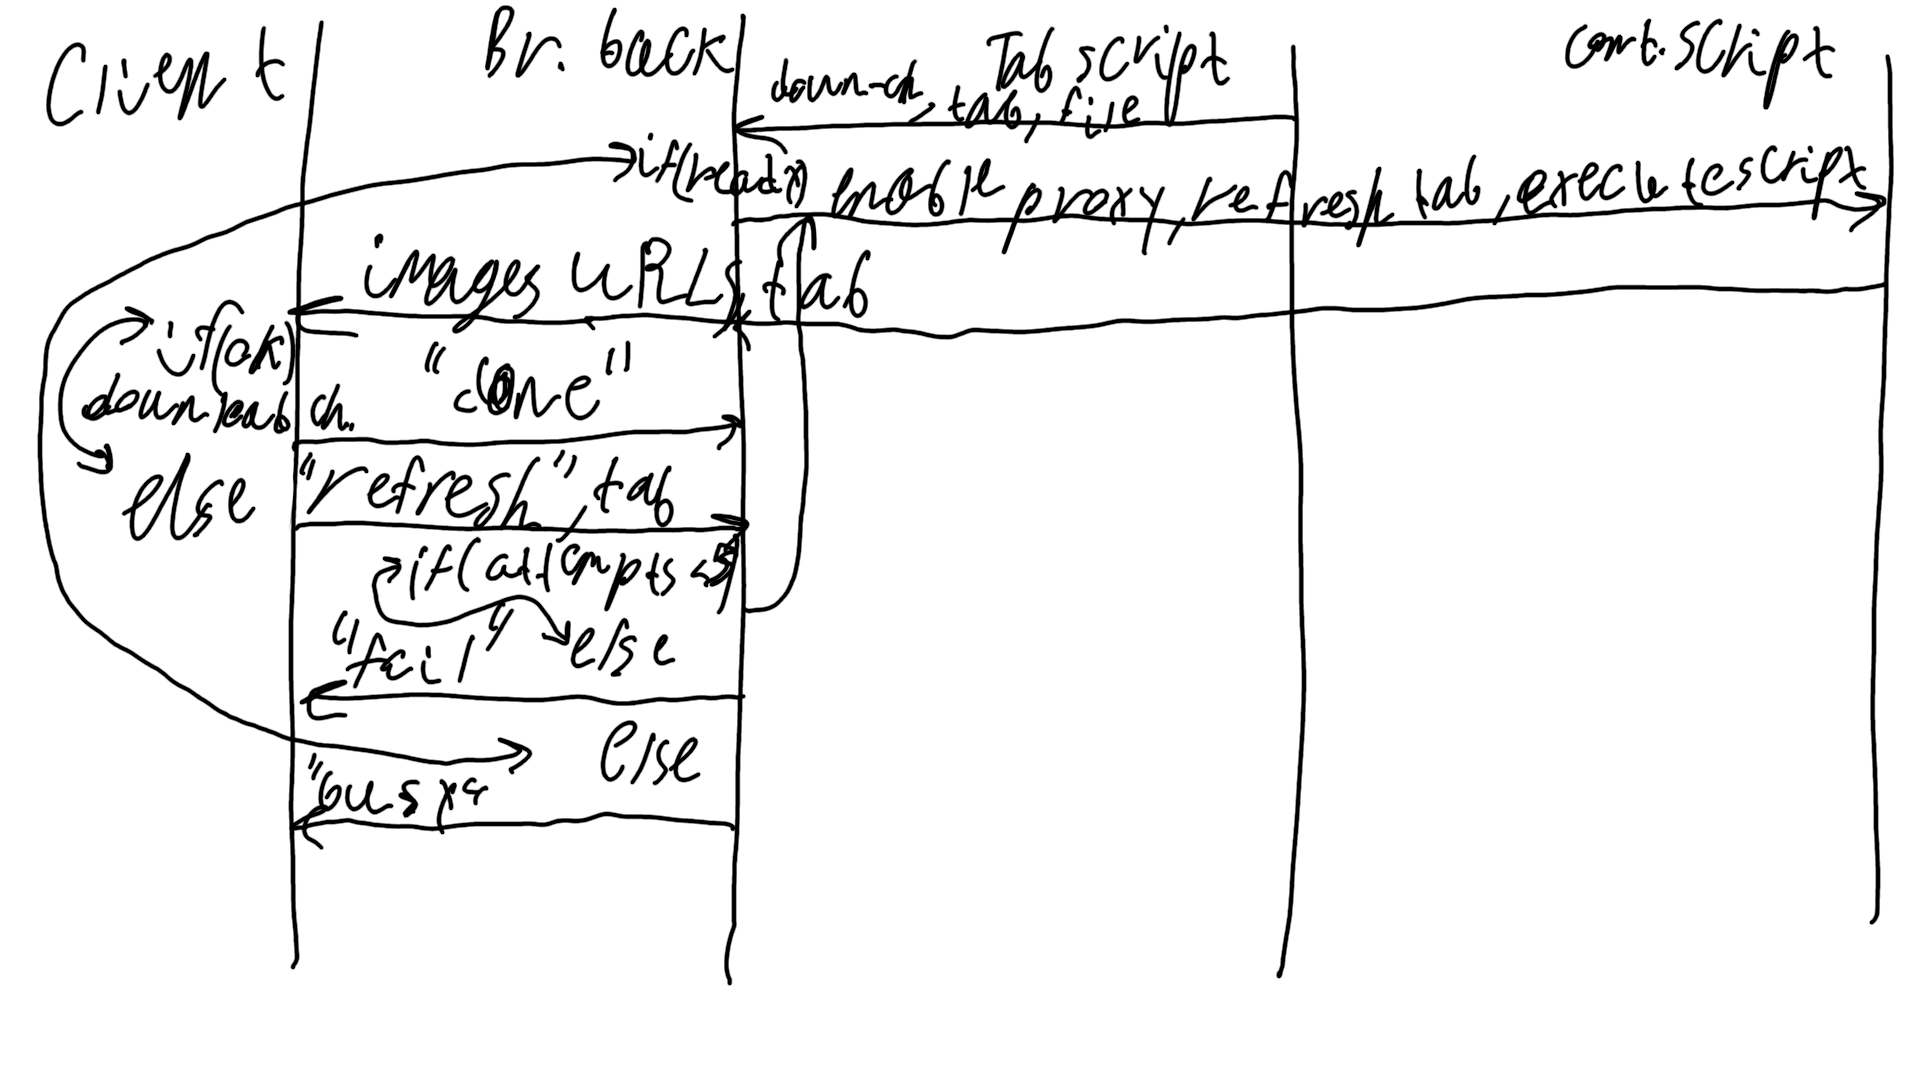 Client
Br. back
Tab script
cont. script
down-ch, tab, file
if(ready)
enable proxy, refresh tab, execute script
images URLs, tab
if(ok)
"done"
download ch.
else
"refresh", tab
if(attempts <5)
"fail"
else
else
"busy"